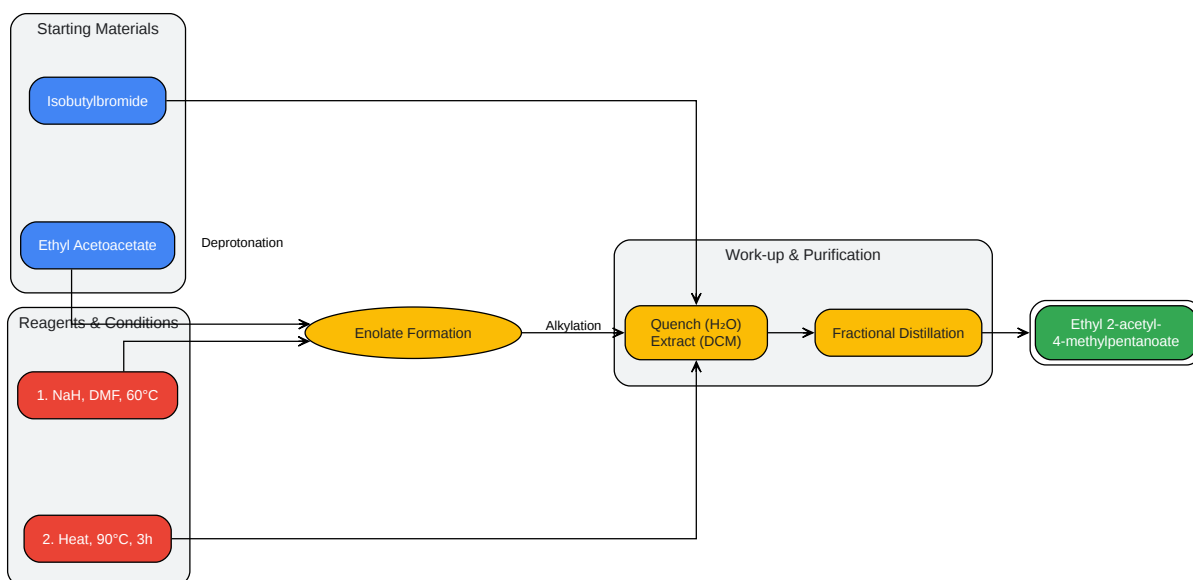 Starting Materials
Isobutylbromide
Ethyl Acetoacetate
Deprotonation
Reagents & Conditions
1. NaH, DMF, 60°C
2. Heat, 90°C, 3h
Enolate Formation
Alkylation
Work-up & Purification
Quench (H₂O)
Extract (DCM)
Fractional Distillation
Ethyl 2-acetyl-
4-methylpentanoate